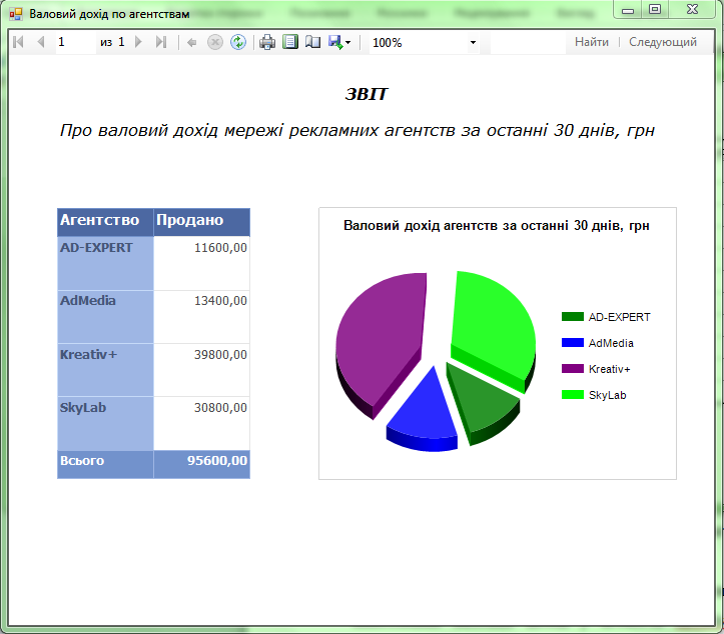 Валовий дохід по агентствам
1 из 1 100% Найти | Следующий
ЗВІТ
Про валовий дохід мережі рекламних агентств за останні 30 днів, грн
Агентство Продано
AD-EXPERT 11600,00
AdMedia 13400,00
Kreativ+ 39800,00
SkyLab 30800,00
Всього 95600,00
Валовий дохід агентств за останні 30 днів, грн
AD-EXPERT
AdMedia
Kreativ+
SkyLab